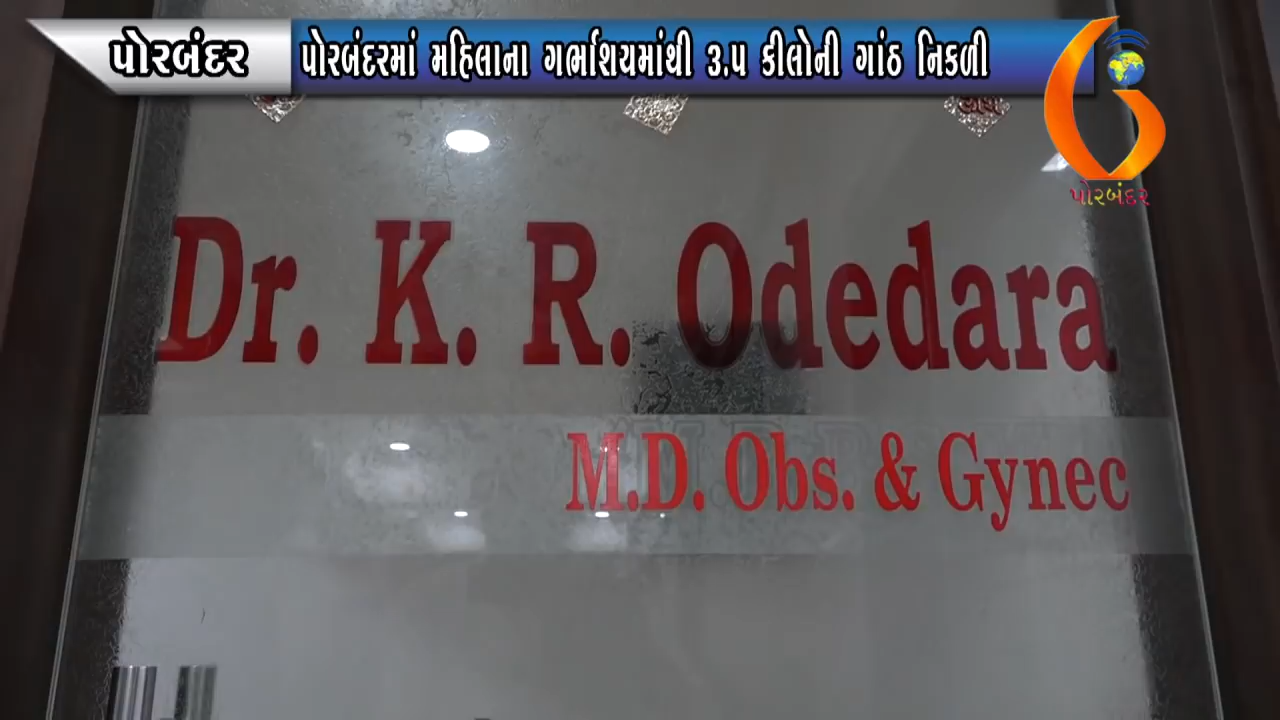 પોરબંદર
પોરબંદરમાં મહિલાના ગર્ભાશયમાંથી ૩.૫ કીલોની ગાંઠ નિકળી
પોરબંદર
Dr. K. R. Odedara
M.D. Obs. & Gynec